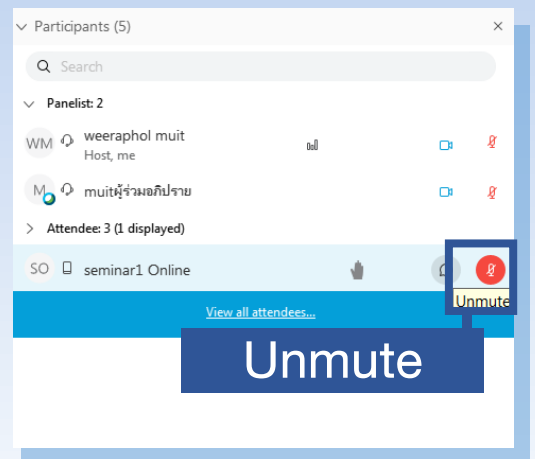 Participants (5)
Search
Panelist: 2
WM
weeraphol muit
Host, me
M
muitผู้ร่วมอภิปราย
Attendee: 3 (1 displayed)
SO
seminar1 Online
Unmute
View all attendees...
Unmute